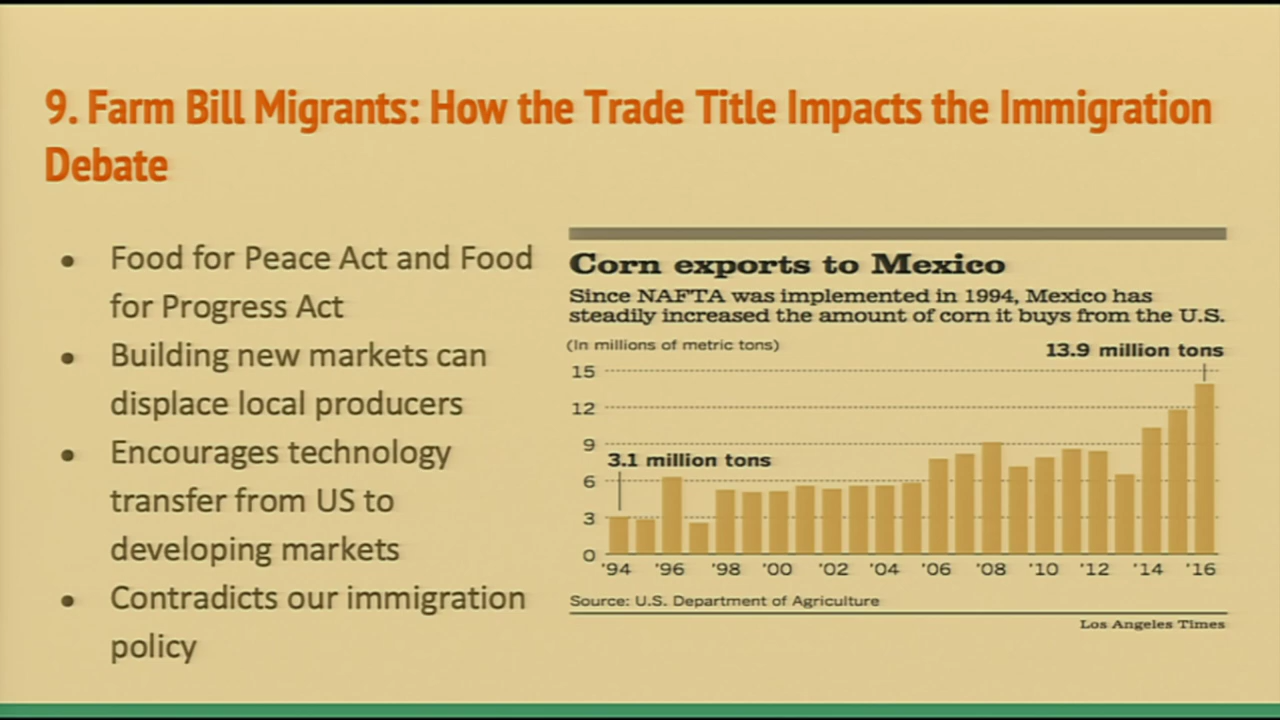 9. Farm Bill Migrants: How the Trade Title Impacts the Immigration
Debate
• Food for Peace Act and Food
for Progress Act
• Building new markets can
displace local producers
• Encourages technology
transfer from US to
developing markets
• Contradicts our immigration
policy
Corn exports to Mexico
Since NAFTA was implemented in 1994, Mexico has
steadily increased the amount of corn it buys from the U.S.
(In millions of metric tons)
13.9 million tons
15
12
9
3.1 million tons
6
3
0
'94 '96 '98 '00 '02 '04 '06 '08 '10 '12 '14 '16
Source: U.S. Department of Agriculture
Los Angeles Times